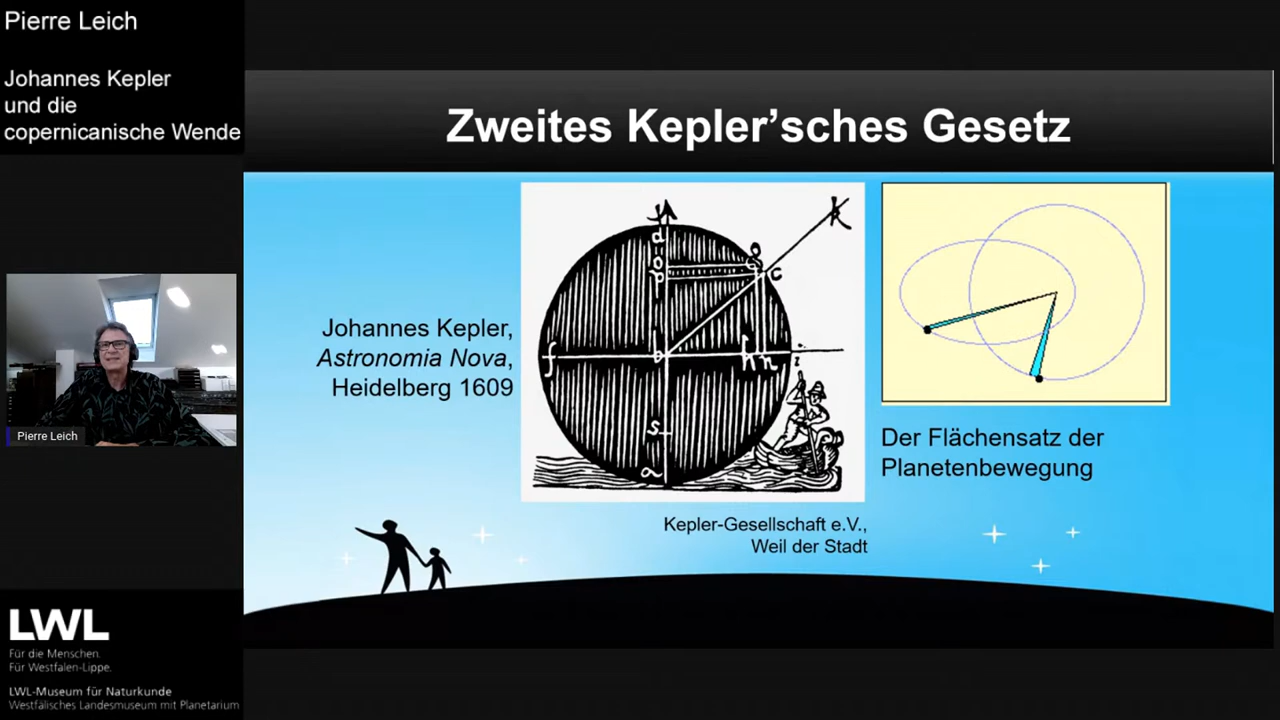 Pierre Leich
Johannes Kepler
und die
copernicanische Wende
Zweites Kepler’sches Gesetz
Johannes Kepler,
Astronomia Nova,
Heidelberg 1609
d
k
o
p
g
c
f
b
h n i
s
a
Der Flächensatz der
Planetenbewegung
Kepler-Gesellschaft e.V.,
Weil der Stadt
Pierre Leich
LWL
Für die Menschen.
Für Westfalen-Lippe.
LWL-Museum für Naturkunde
Westfälisches Landesmuseum mit Planetarium